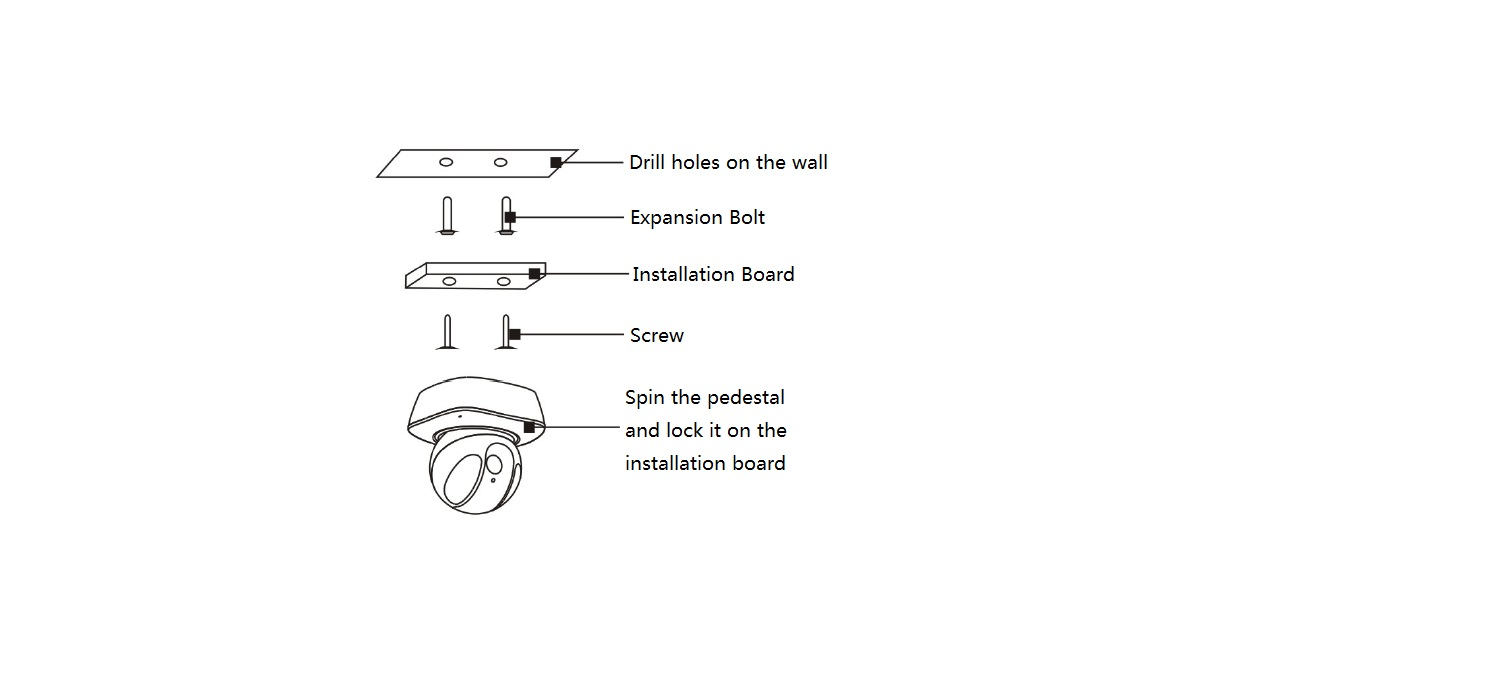 Drill holes on the wall
Expansion Bolt
Installation Board
Screw
Spin the pedestal
and lock it on the
installation board